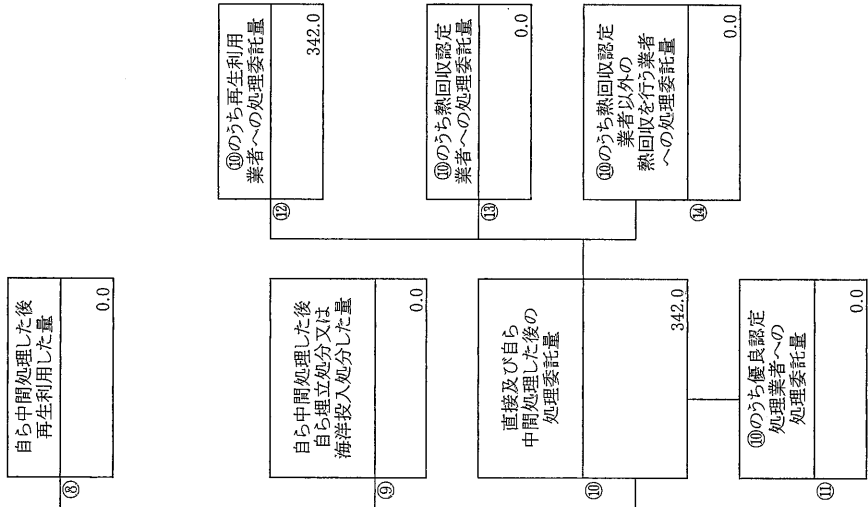 ⑧
自ら中間処理した後
再生利用した量
0.0
⑨
自ら中間処理した後
自ら埋立処分又は
海洋投入処分した量
0.0
⑩
直接及び自ら
中間処理した後の
処理委託量
342.0
⑪
⑩のうち優良認定
処理業者への
処理委託量
0.0
⑫
⑩のうち再生利用
業者への処理委託量
342.0
⑬
⑩のうち熱回収認定
業者への処理委託量
0.0
⑭
⑩のうち熱回収認定
業者以外の
熱回収を行う業者
への処理委託量
0.0